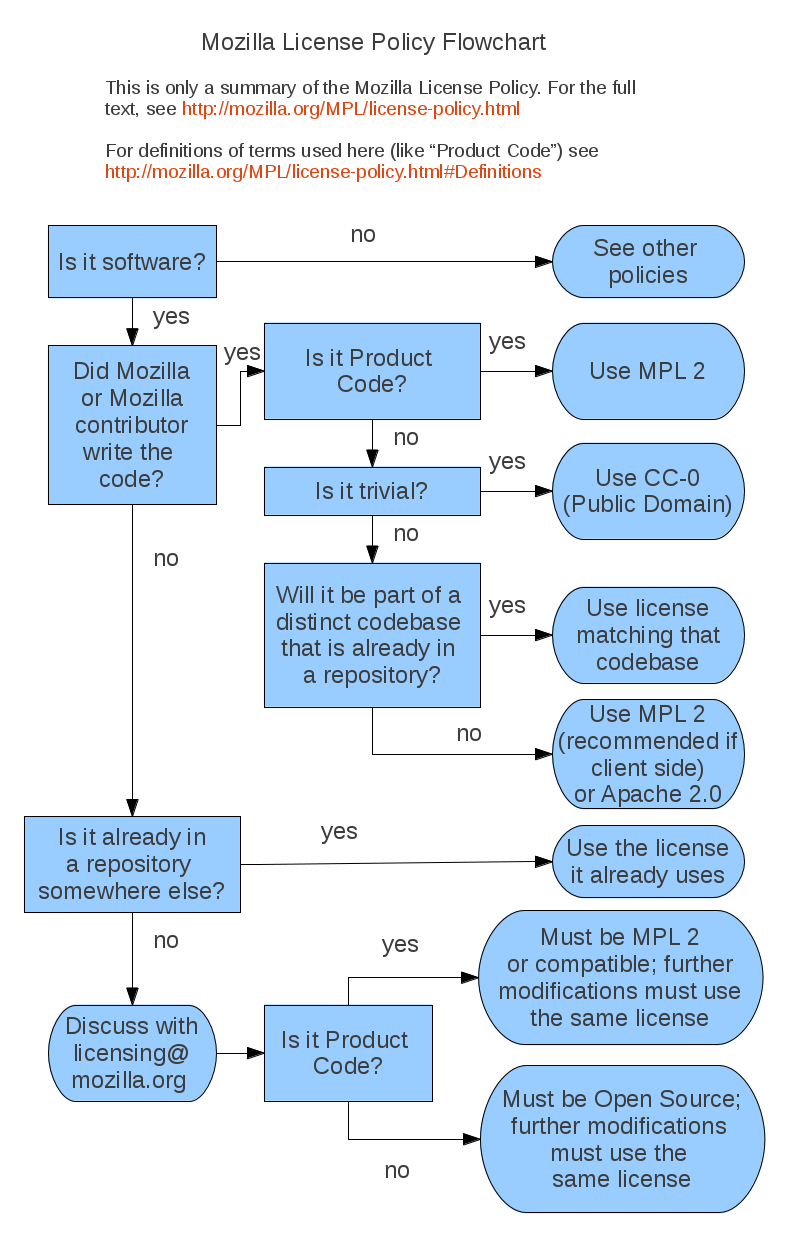 Mozilla License Policy Flowchart
This is only a summary of the Mozilla License Policy. For the full
text, see http://mozilla.org/MPL/license-policy.html
For definitions of terms used here (like “Product Code”) see
http://mozilla.org/MPL/license-policy.html#Definitions
Is it software?
no
See other
policies
yes
Did Mozilla
or Mozilla
contributor
write the
code?
yes
Is it Product
Code?
yes
Use MPL 2
no
Is it trivial?
yes
Use CC-0
(Public Domain)
no
Will it be part of a
distinct codebase
that is already in
a repository?
yes
Use license
matching that
codebase
no
Use MPL 2
(recommended if
client side)
or Apache 2.0
no
Is it already in
a repository
somewhere else?
yes
Use the license
it already uses
no
Discuss with
licensing@
mozilla.org
Is it Product
Code?
yes
Must be MPL 2
or compatible; further
modifications must use
the same license
no
Must be Open Source;
further modifications
must use the
same license